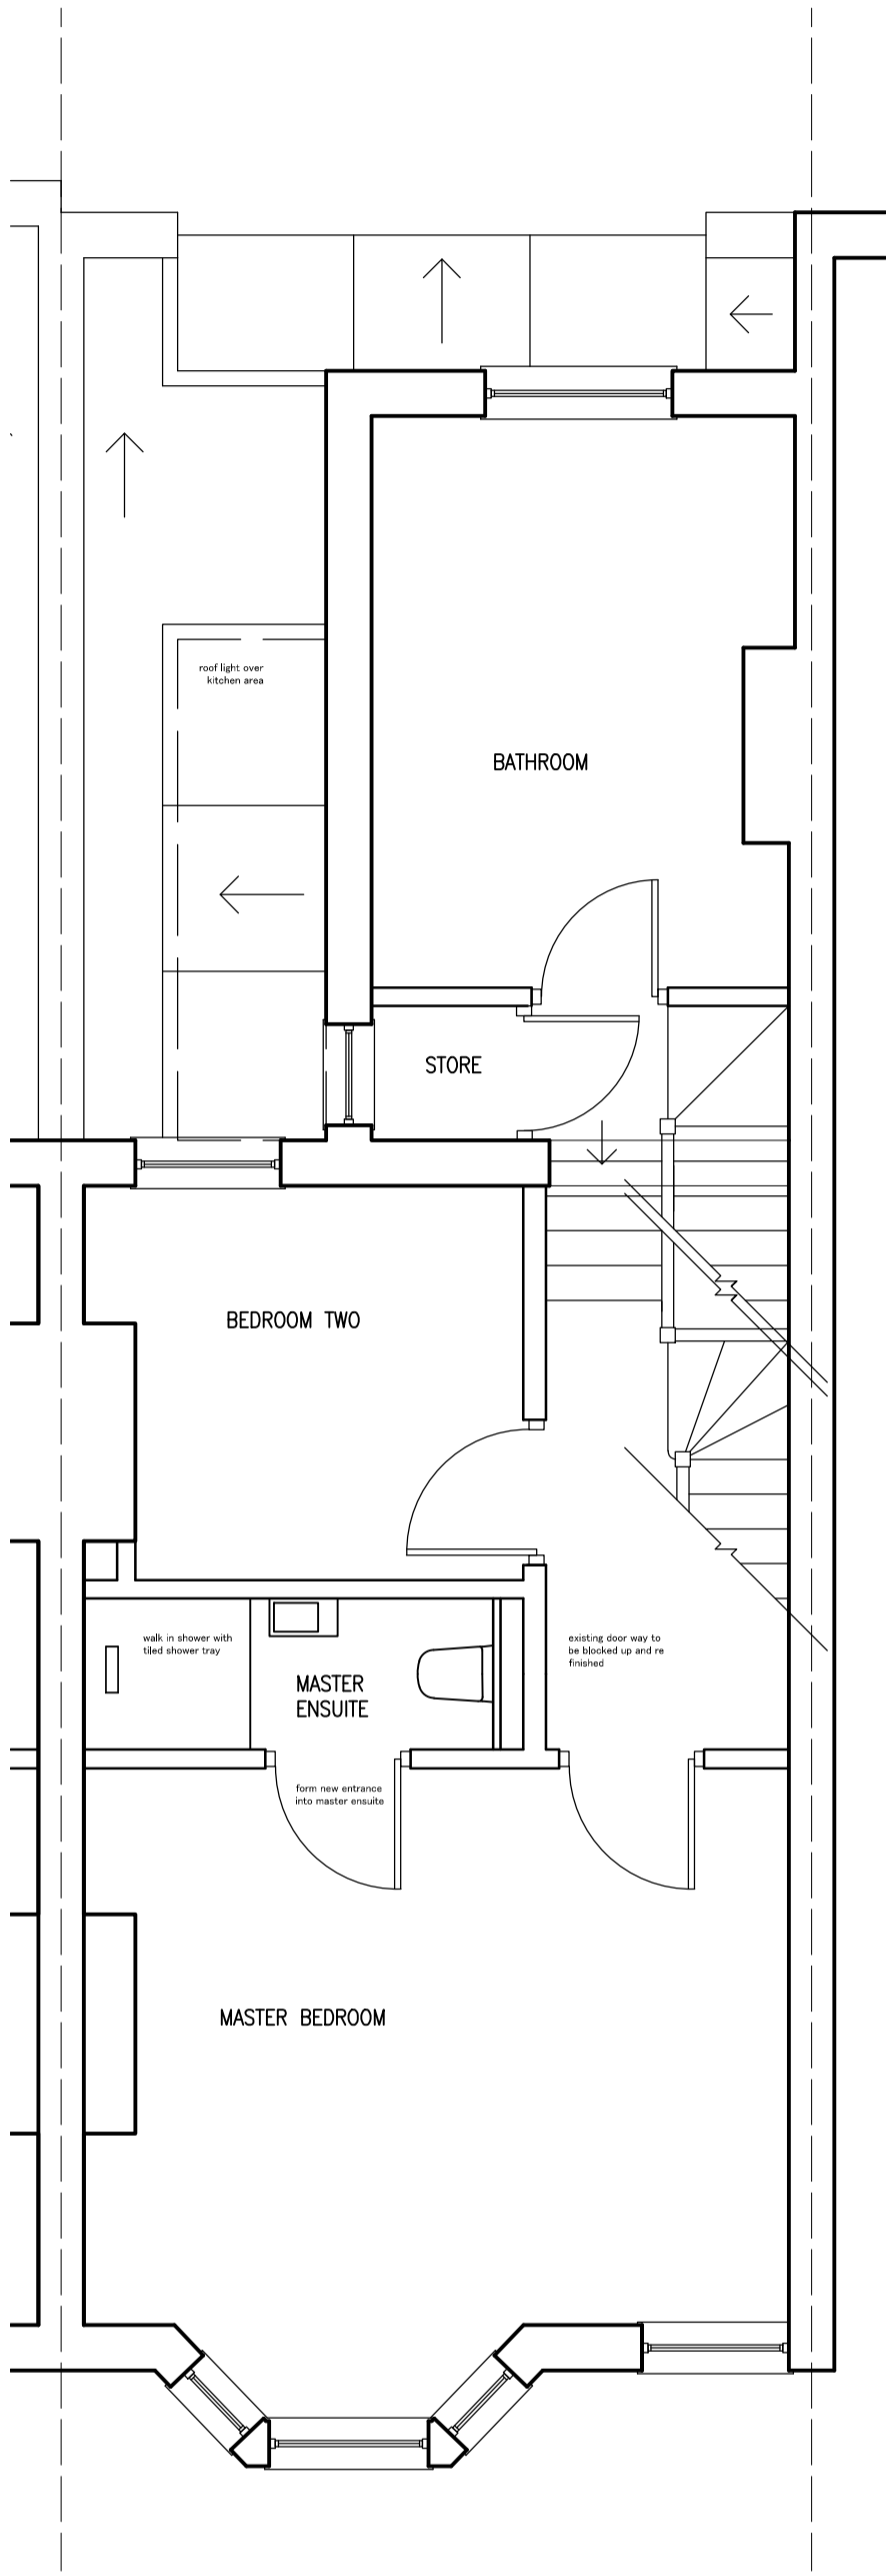 roof light over
kitchen area
BATHROOM
STORE
BEDROOM TWO
walk in shower with
tiled shower tray
MASTER
ENSUITE
existing door way to
be blocked up and re
finished
form new entrance
into master ensuite
MASTER BEDROOM